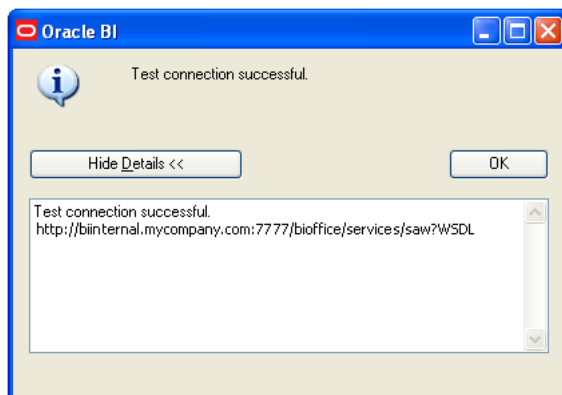 Oracle BI
Test connection successful.
Hide Details <<
OK
Test connection successful.
http://biinternal.mycompany.com:7777/bioffice/services/saw?WSDL